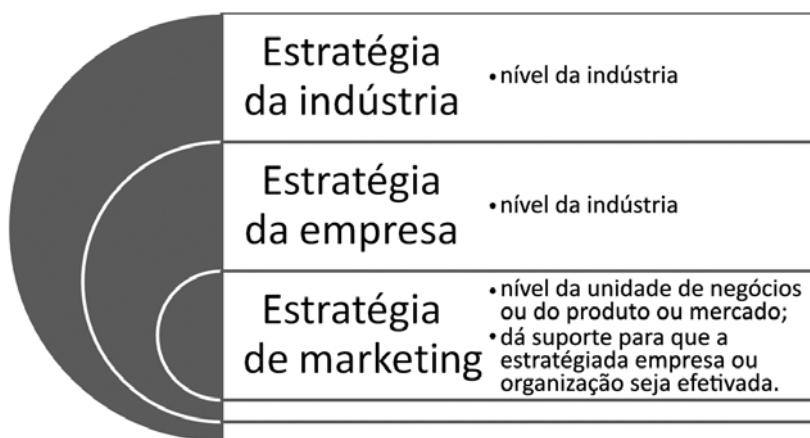 Estratégia
da indústria
• nível da indústria
Estratégia
da empresa
• nível da indústria
Estratégia
de marketing
• nível da unidade de negócios
ou do produto ou mercado;
• dá suporte para que a
estratégiada empresa ou
organização seja efetivada.